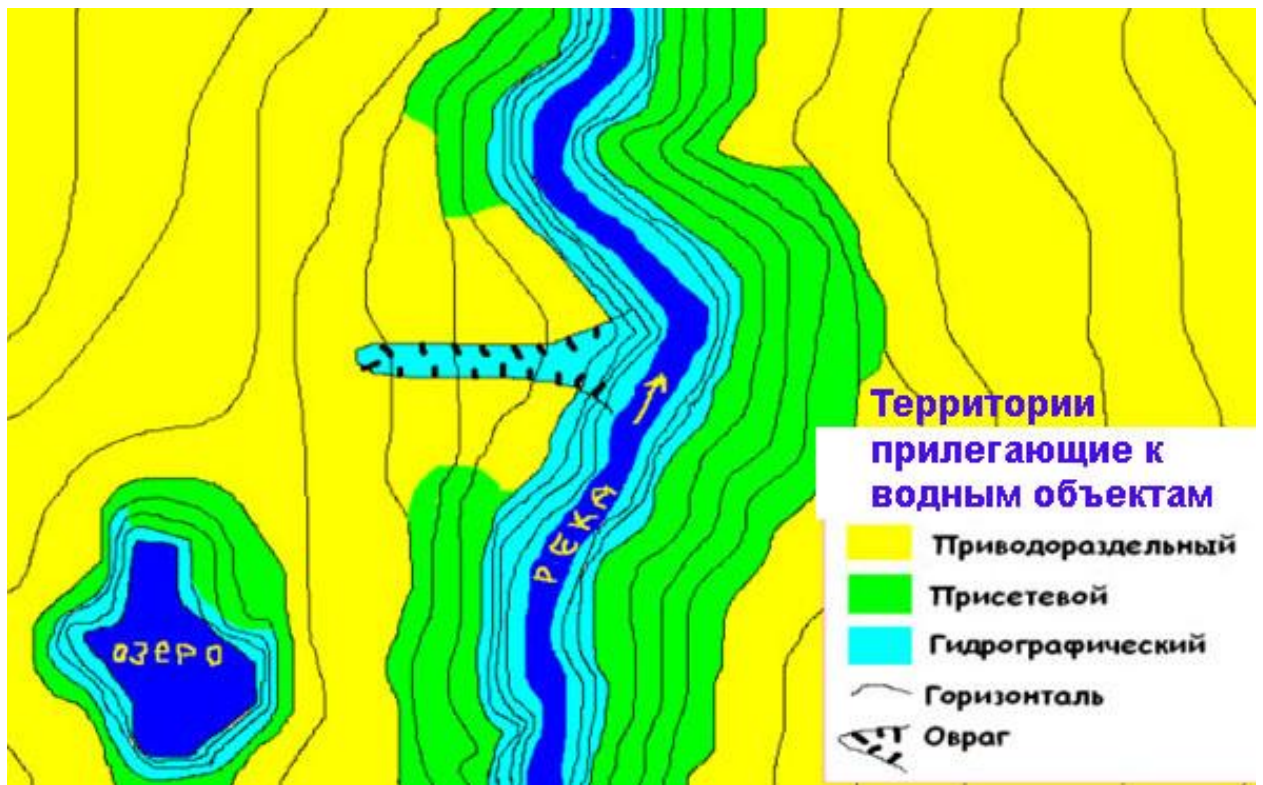 РЕКА
озеро
Территории
прилегающие к
водным объектам
Приводораздельный
Присетевой
Гидрографический
Горизонталь
Овраг